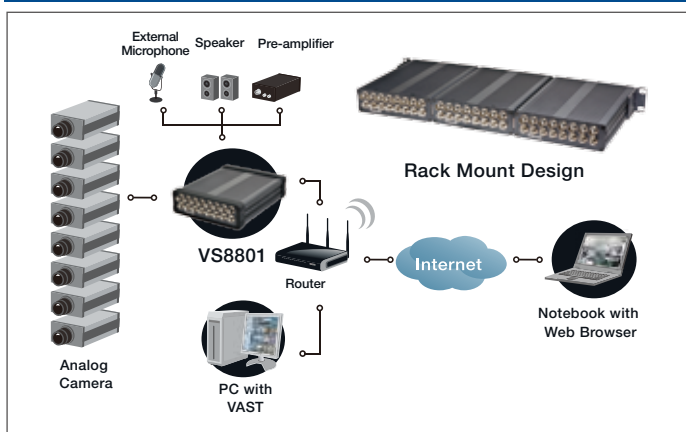 External
Microphone
Speaker
Pre-amplifier
Rack Mount Design
VS8801
Router
Internet
Notebook with
Web Browser
Analog
Camera
PC with
VAST